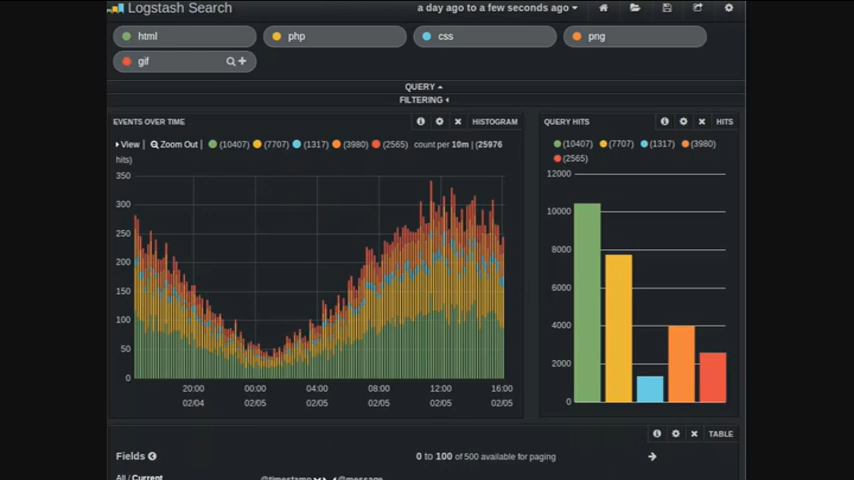 Logstash Search
a day ago to a few seconds ago
html
php
css
png
gif
QUERY
FILTERING
EVENTS OVER TIME
HISTOGRAM
View | Zoom Out | (10407) (7707) (1317) (3980) (2565) count per 10m | (25976 hits)
350
300
250
200
150
100
50
0
20:00 00:00 04:00 08:00 12:00 16:00
02/04 02/05 02/05 02/05 02/05 02/05
QUERY HITS
HITS
(10407) (7707) (1317) (3980)
(2565)
12000
10000
8000
6000
4000
2000
0
TABLE
Fields
0 to 100 of 500 available for paging
All / Current
@timestamp
@message